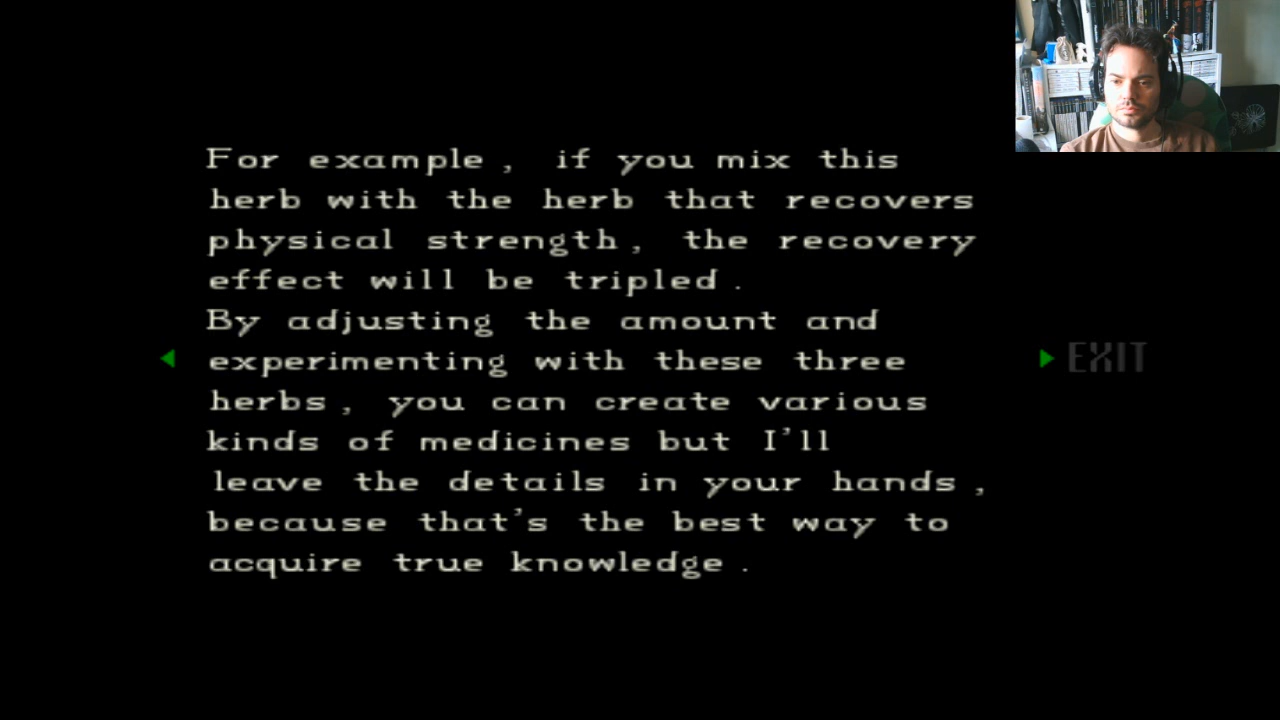 For example, if you mix this
herb with the herb that recovers
physical strength, the recovery
effect will be tripled.
By adjusting the amount and
experimenting with these three
herbs, you can create various
kinds of medicines but I'll
leave the details in your hands,
because that's the best way to
acquire true knowledge.
EXIT